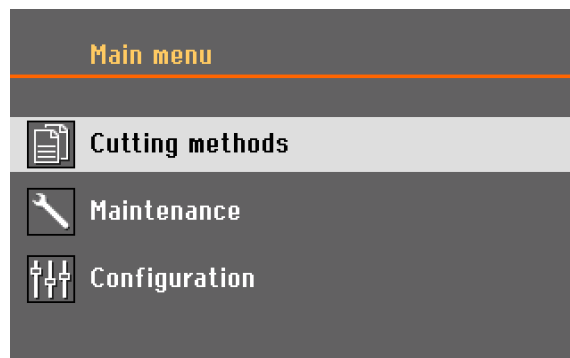 Main menu
Cutting methods
Maintenance
Configuration